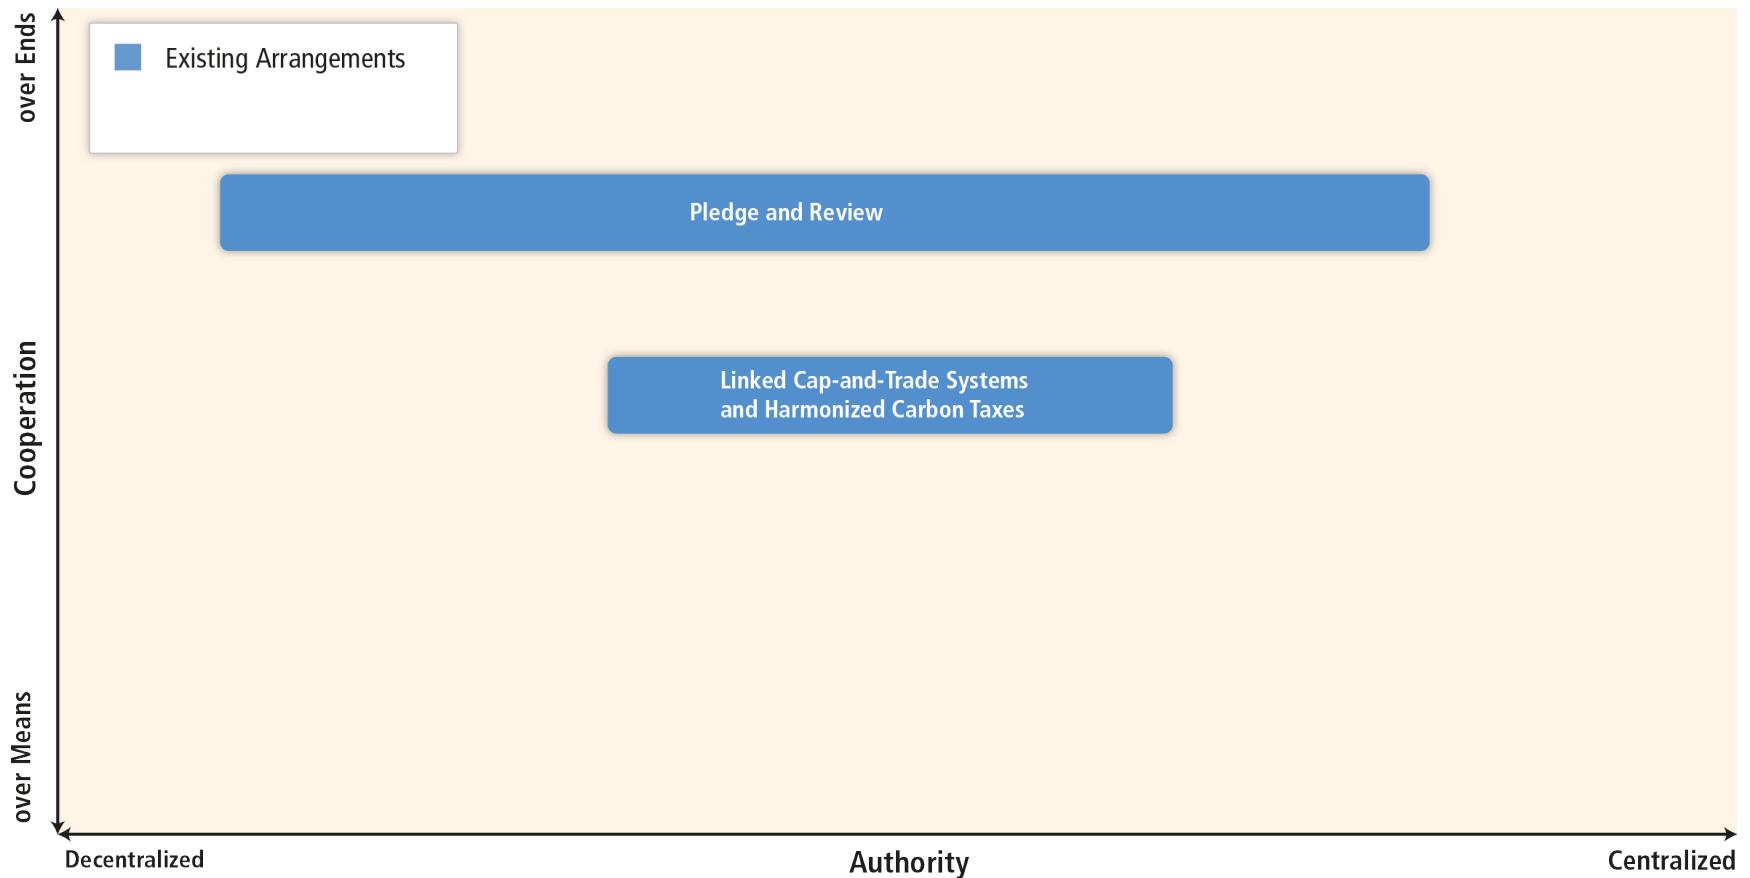 over Ends
Existing Arrangements
Pledge and Review
Cooperation
Linked Cap-and-Trade Systems
and Harmonized Carbon Taxes
over Means
Decentralized
Authority
Centralized